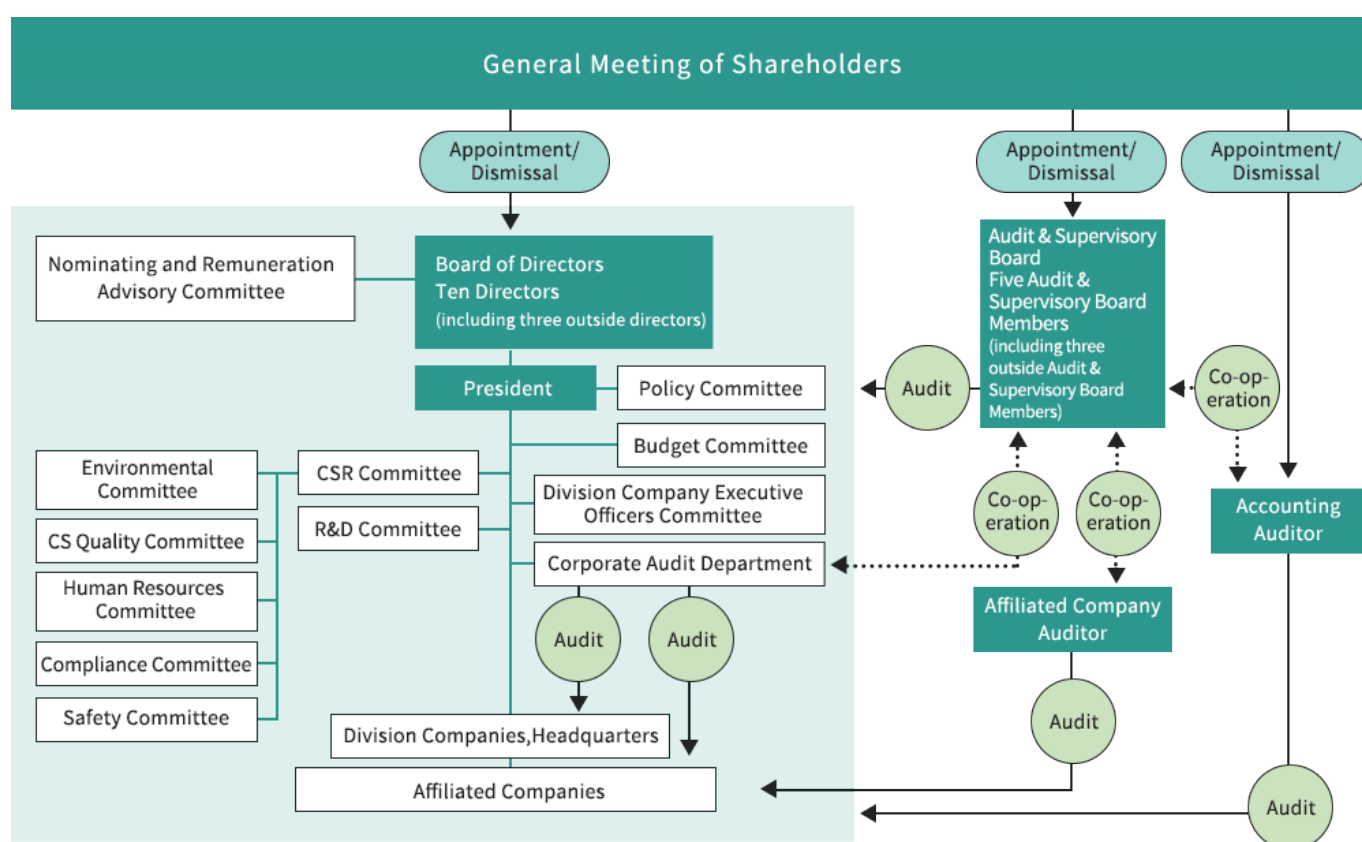 General Meeting of Shareholders
Appointment/
Dismissal
Appointment/
Dismissal
Appointment/
Dismissal
Nominating and Remuneration
Advisory Committee
Board of Directors
Ten Directors
(including three outside directors)
Audit & Supervisory
Board
Five Audit &
Supervisory Board
Members
(including three
outside Audit &
Supervisory Board
Members)
President
Policy Committee
Audit
Co-op-
eration
Budget Committee
Environmental
Committee
CSR Committee
Division Company Executive
Officers Committee
Co-op-
eration
Co-op-
eration
Accounting
Auditor
CS Quality Committee
R&D Committee
Corporate Audit Department
Human Resources
Committee
Affiliated Company
Auditor
Audit
Audit
Compliance Committee
Safety Committee
Audit
Division Companies,Headquarters
Affiliated Companies
Audit